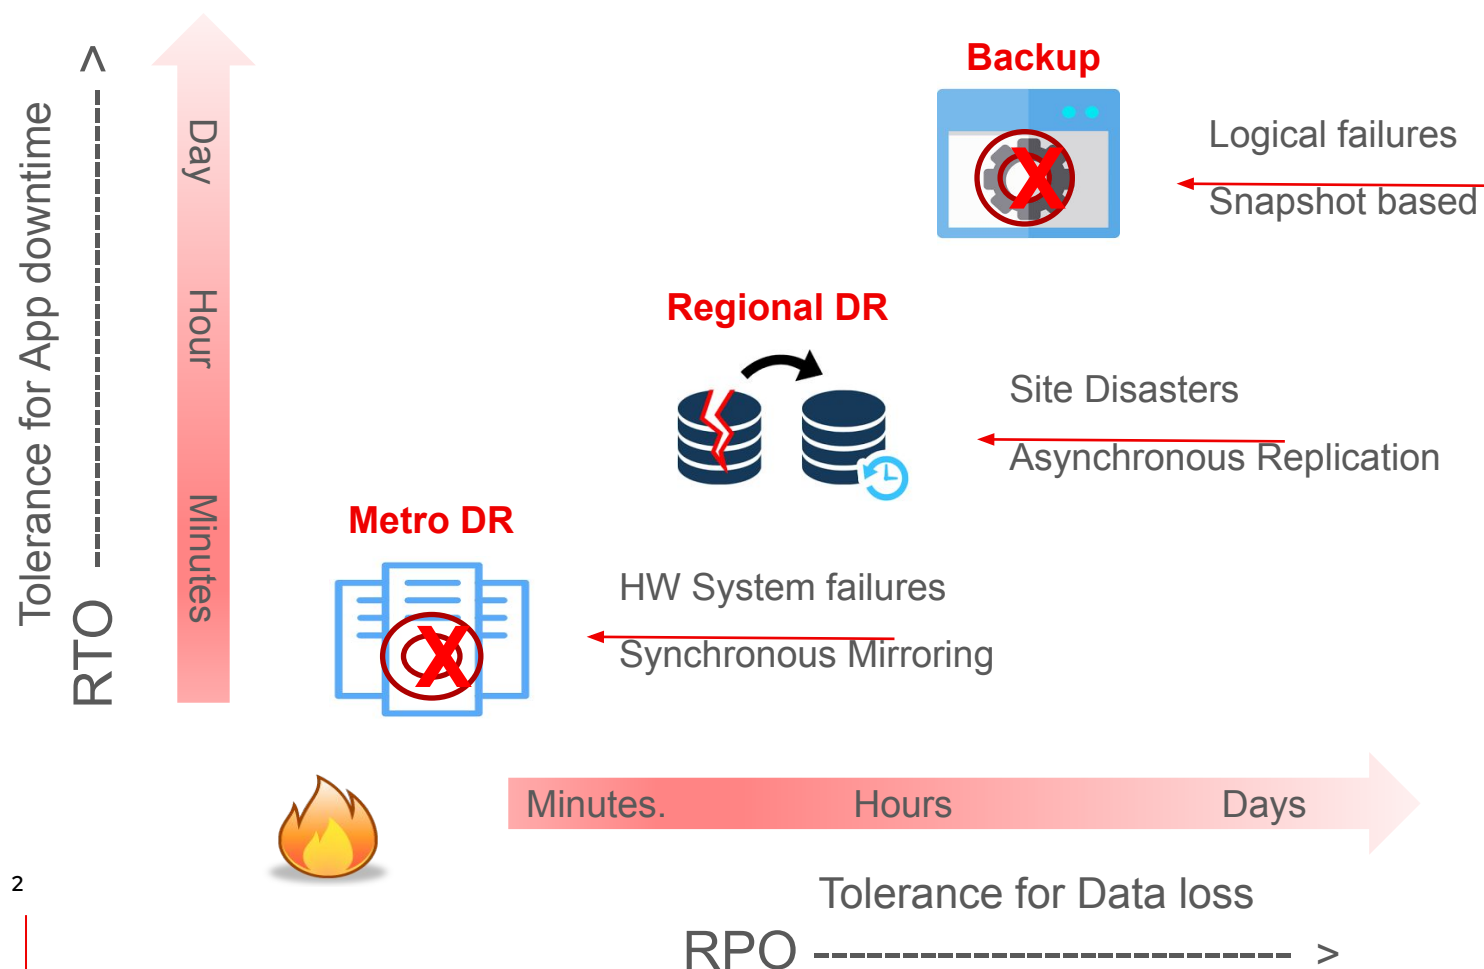 Backup
Logical failures
Snapshot based
Regional DR
Site Disasters
Asynchronous Replication
Metro DR
HW System failures
Synchronous Mirroring
X
X
Tolerance for App downtime
RTO ---------------------------- >
Day
Hour
Minutes
Minutes.
Hours
Days
Tolerance for Data loss
RPO ---------------------------- >
2